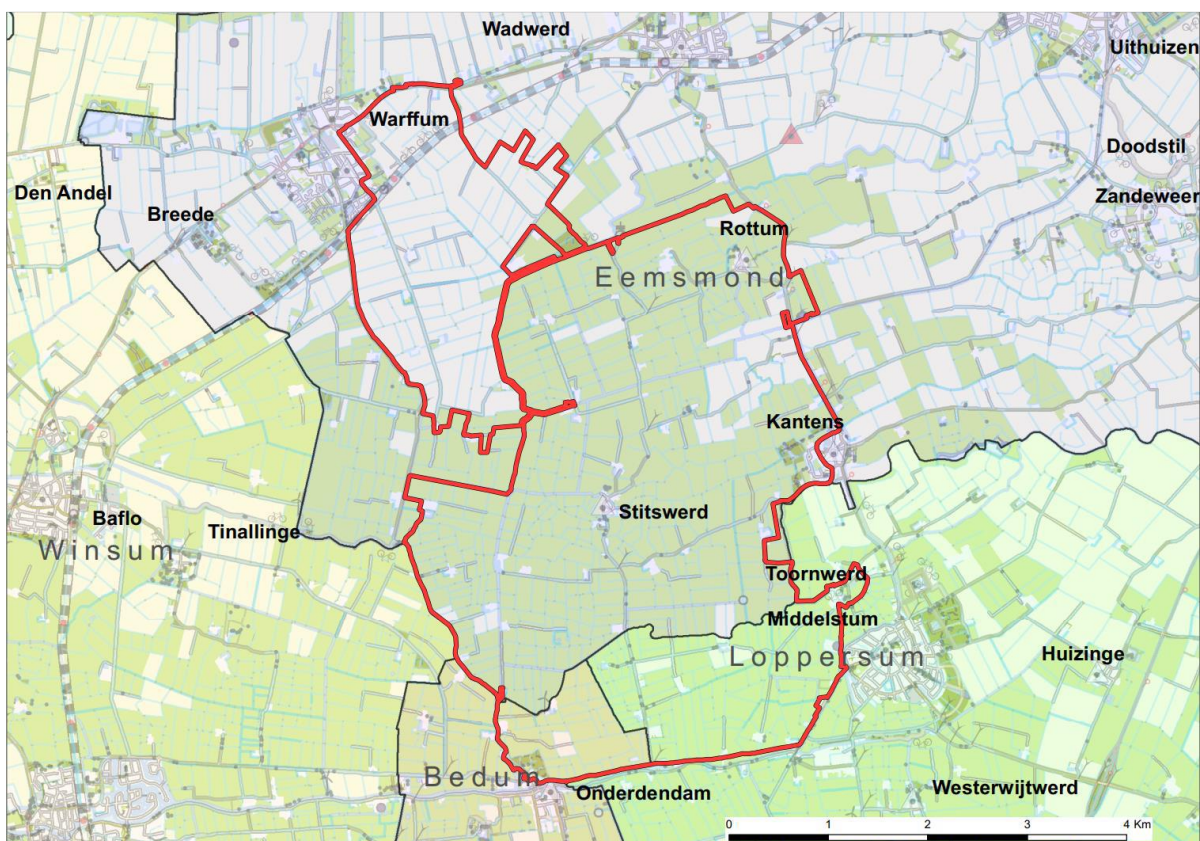 Wadwerd
Uithuizen
Warffum
Doodstil
Den Andel
Zandeweer
Breede
Rottum
Eemsmond
Kantens
Baflo
Stitswerd
Tinallinge
Winsum
Toornwerd
Middelstum
Loppersum
Huizinge
Bedum
Onderdendam
Westerwijtwerd
0 1 2 3 4 Km